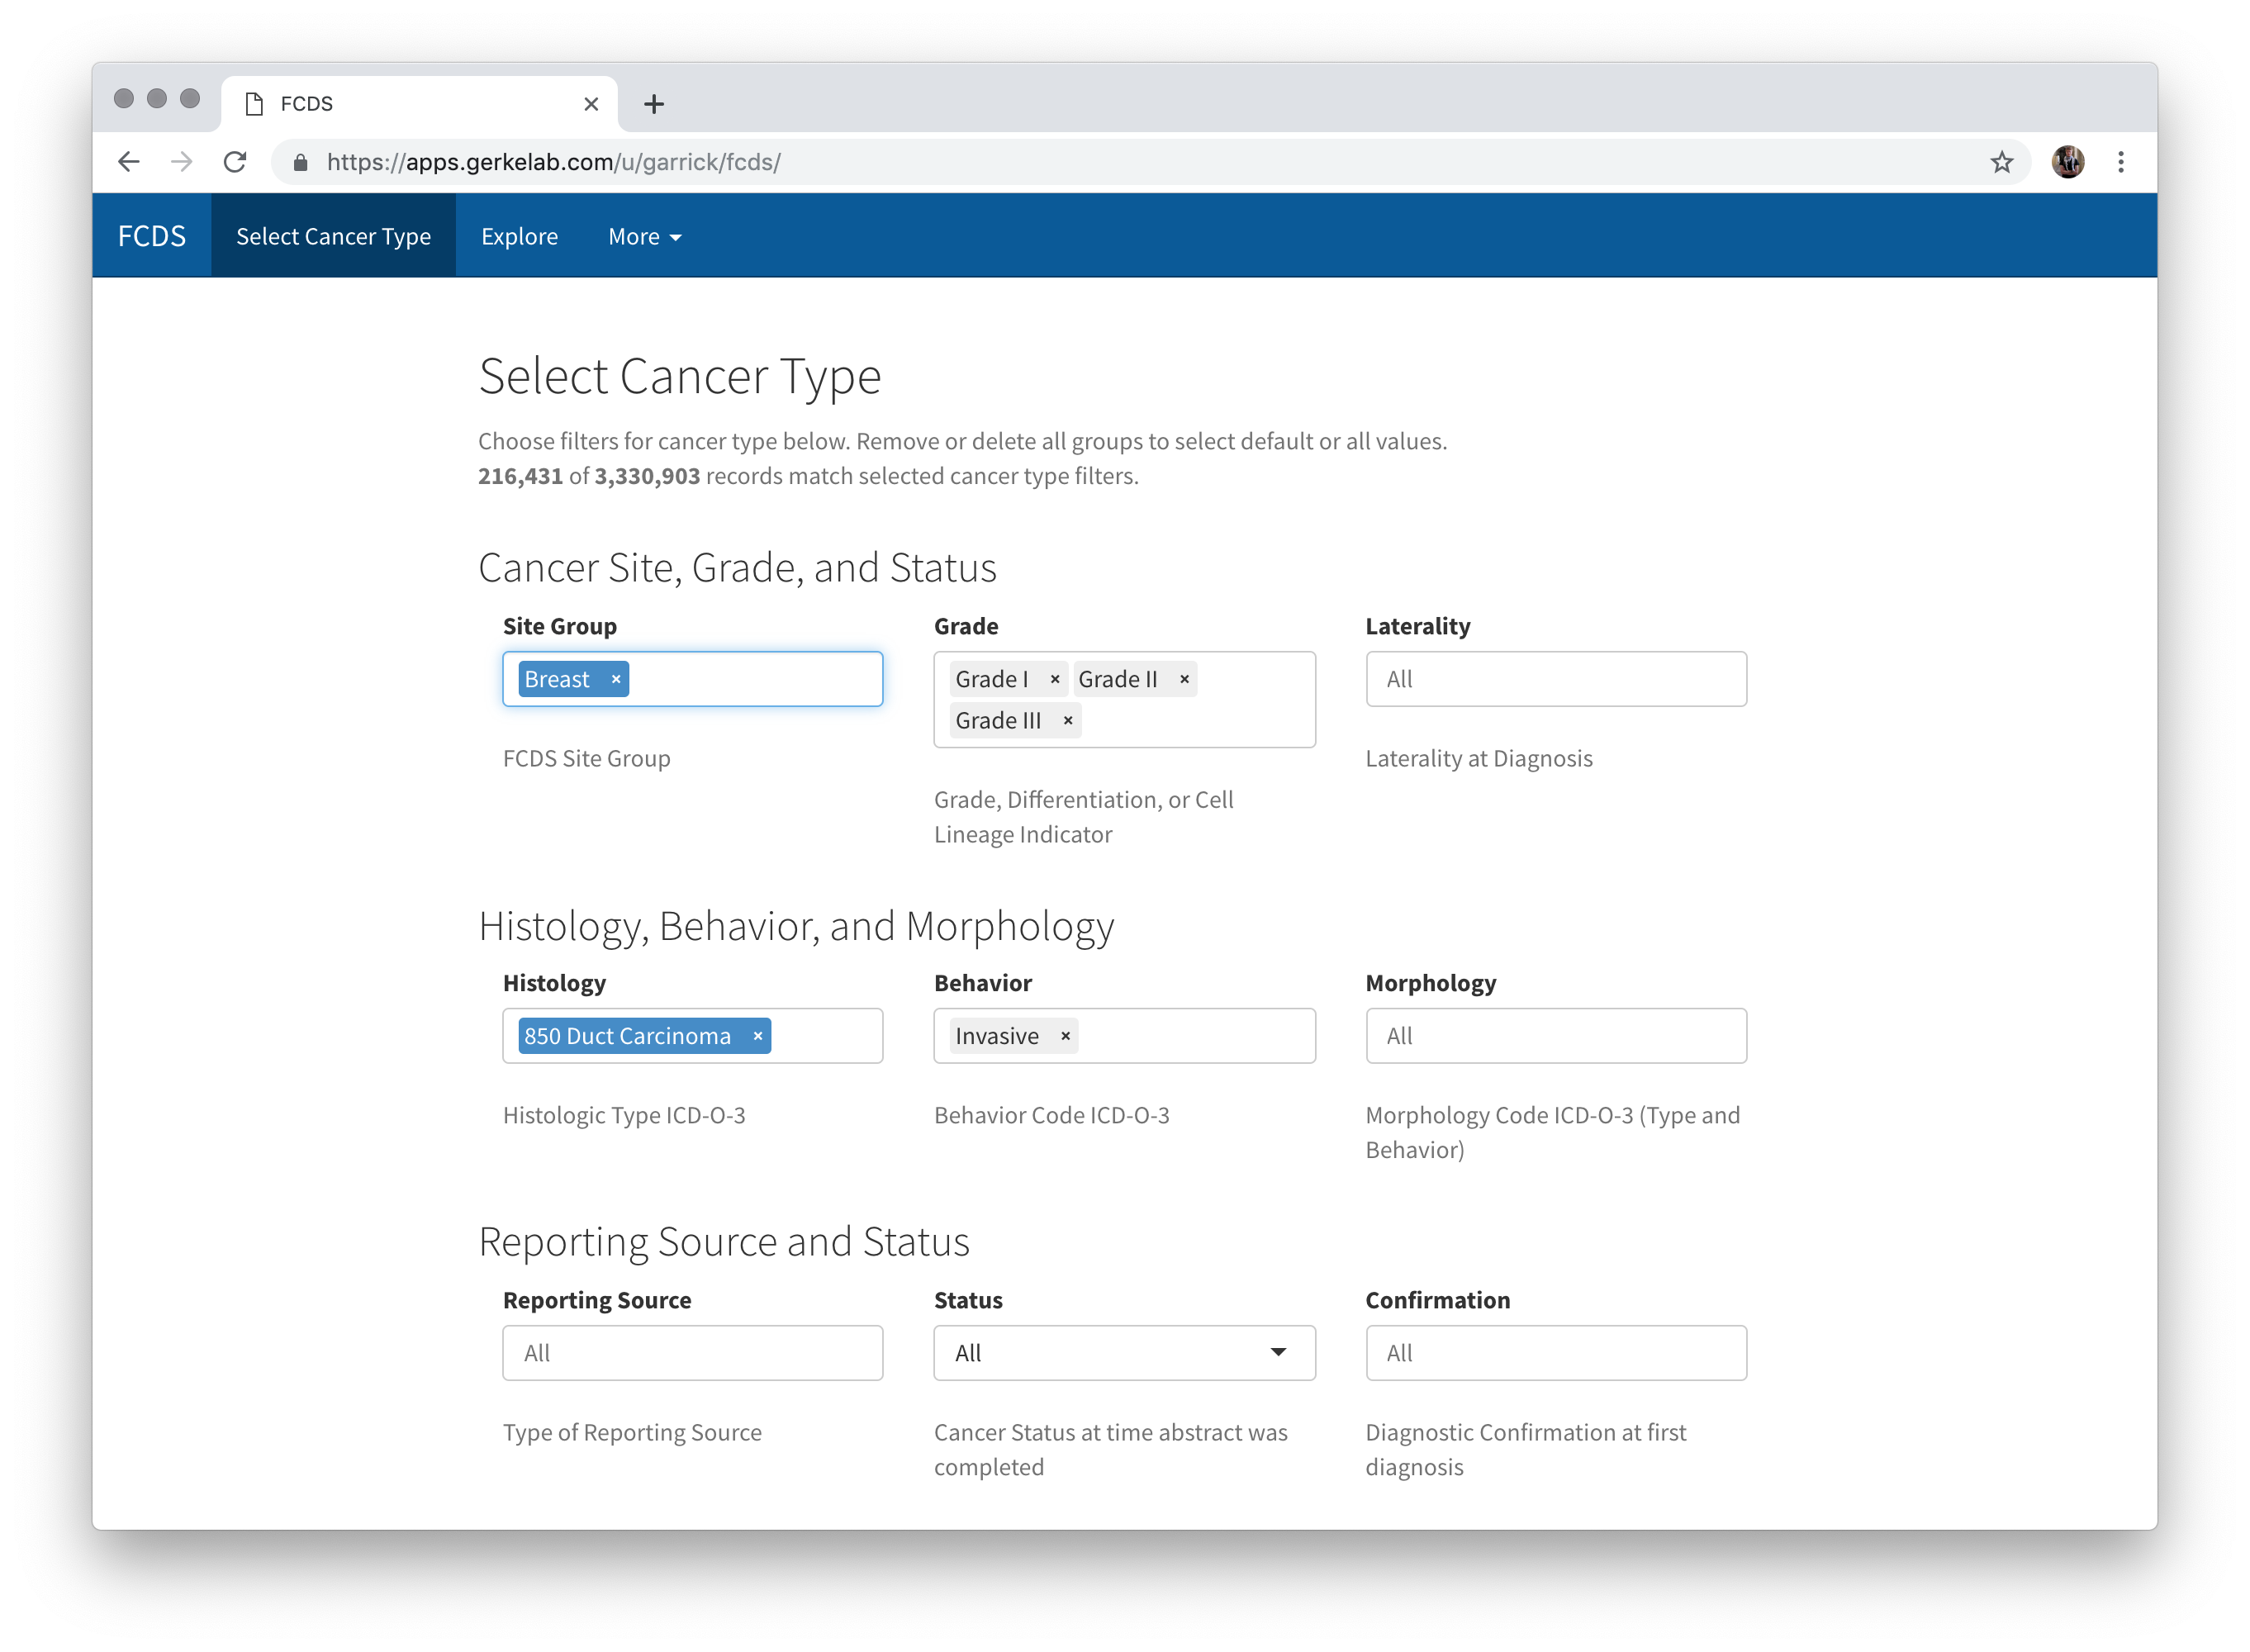 FCDS
https://apps.gerkelab.com/u/garrick/fcds/
FCDS Select Cancer Type Explore More
Select Cancer Type
Choose filters for cancer type below. Remove or delete all groups to select default or all values.
216,431 of 3,330,903 records match selected cancer type filters.
Cancer Site, Grade, and Status
Site Group
Breast ×
FCDS Site Group
Grade
Grade I × Grade II ×
Grade III ×
Grade, Differentiation, or Cell
Lineage Indicator
Laterality
All
Laterality at Diagnosis
Histology, Behavior, and Morphology
Histology
850 Duct Carcinoma ×
Histologic Type ICD-O-3
Behavior
Invasive ×
Behavior Code ICD-O-3
Morphology
All
Morphology Code ICD-O-3 (Type and
Behavior)
Reporting Source and Status
Reporting Source
All
Type of Reporting Source
Status
All
Cancer Status at time abstract was
completed
Confirmation
All
Diagnostic Confirmation at first
diagnosis